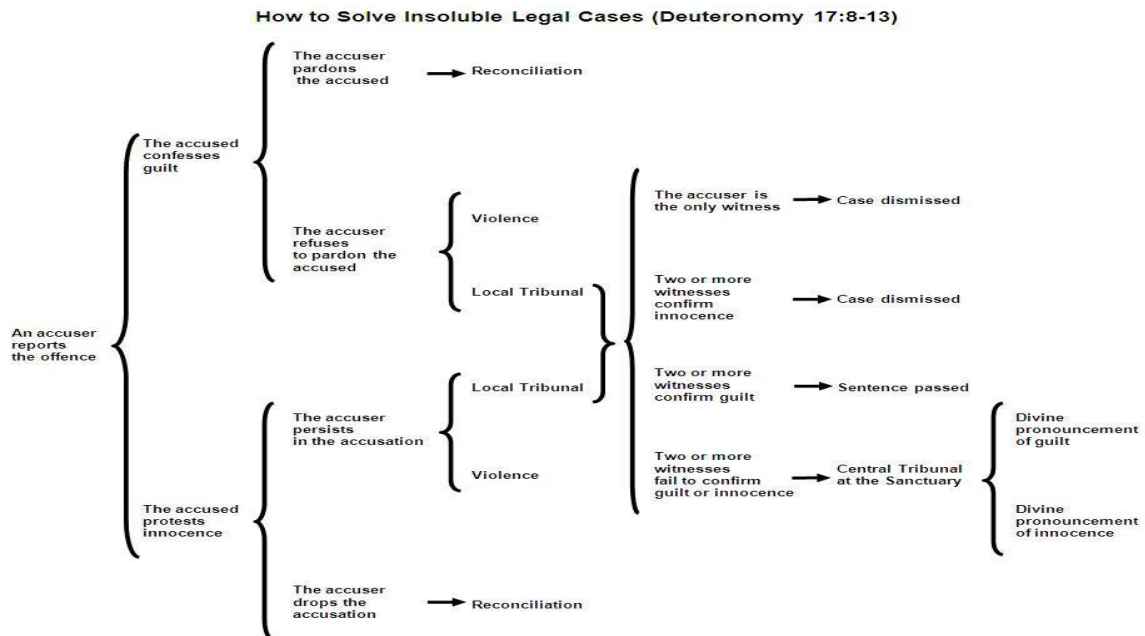 How to Solve Insoluble Legal Cases (Deuteronomy 17:8-13)
The accuser
pardons
the accused
Reconciliation
The accused
confesses
guilt
The accuser is
the only witness
Case dismissed
Violence
The accuser
refuses
to pardon the
accused
Local Tribunal
Two or more
witnesses
confirm
innocence
Case dismissed
An accuser
reports
the offence
Local Tribunal
Two or more
witnesses
confirm guilt
Sentence passed
The accuser
persists
in the accusation
Divine
pronouncement
of guilt
Violence
Two or more
witnesses
fail to confirm
guilt or innocence
Central Tribunal
at the Sanctuary
The accused
protests
innocence
Divine
pronouncement
of innocence
The accuser
drops the
accusation
Reconciliation